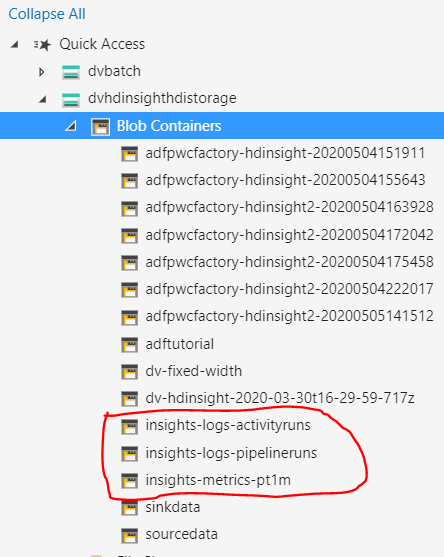 Collapse All
Quick Access
dvbatch
dvhdinsighthdistorage
Blob Containers
adfpwcfactory-hdinsight-20200504151911
adfpwcfactory-hdinsight-20200504155643
adfpwcfactory-hdinsight2-20200504163928
adfpwcfactory-hdinsight2-20200504172042
adfpwcfactory-hdinsight2-20200504175458
adfpwcfactory-hdinsight2-20200504222017
adfpwcfactory-hdinsight2-20200505141512
adftutorial
dv-fixed-width
dv-hdinsight-2020-03-30t16-29-59-717z
insights-logs-activityruns
insights-logs-pipelineruns
insights-metrics-pt1m
sinkdata
sourcedata